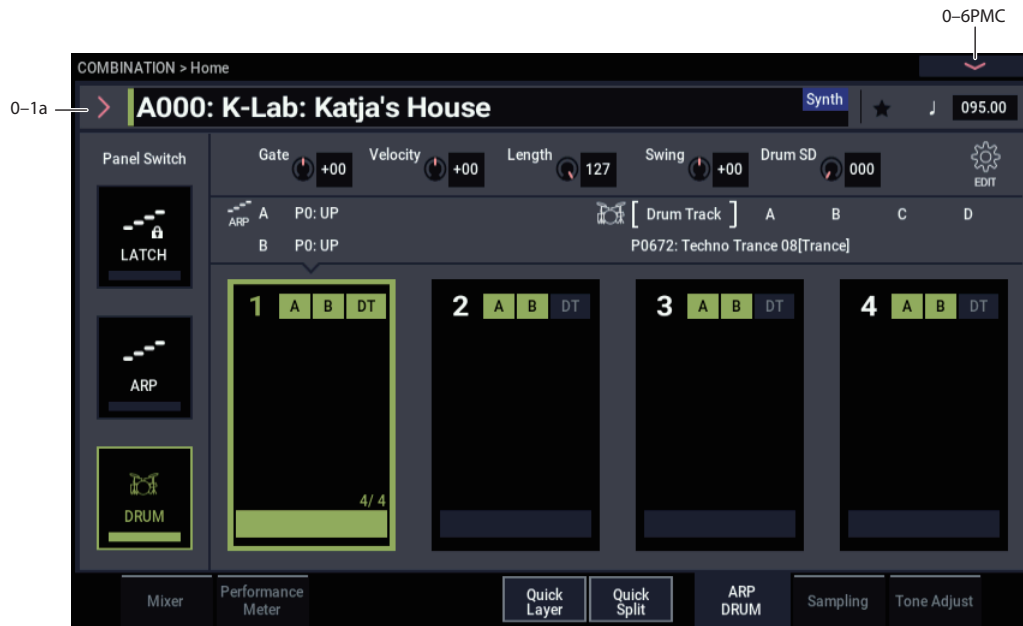 0–6PMC
COMBINATION > Home
0–1a
A000: K-Lab: Katja's House
Synth
♩ 095.00
Panel Switch
Gate +00
Velocity +00
Length 127
Swing +00
Drum SD 000
EDIT
ARP A P0: UP
B P0: UP
[ Drum Track ] A B C D
P0672: Techno Trance 08[Trance]
LATCH
ARP
DRUM
1 A B DT
4/ 4
2 A B DT
3 A B DT
4 A B DT
Mixer
Performance
Meter
Quick
Layer
Quick
Split
ARP
DRUM
Sampling
Tone Adjust